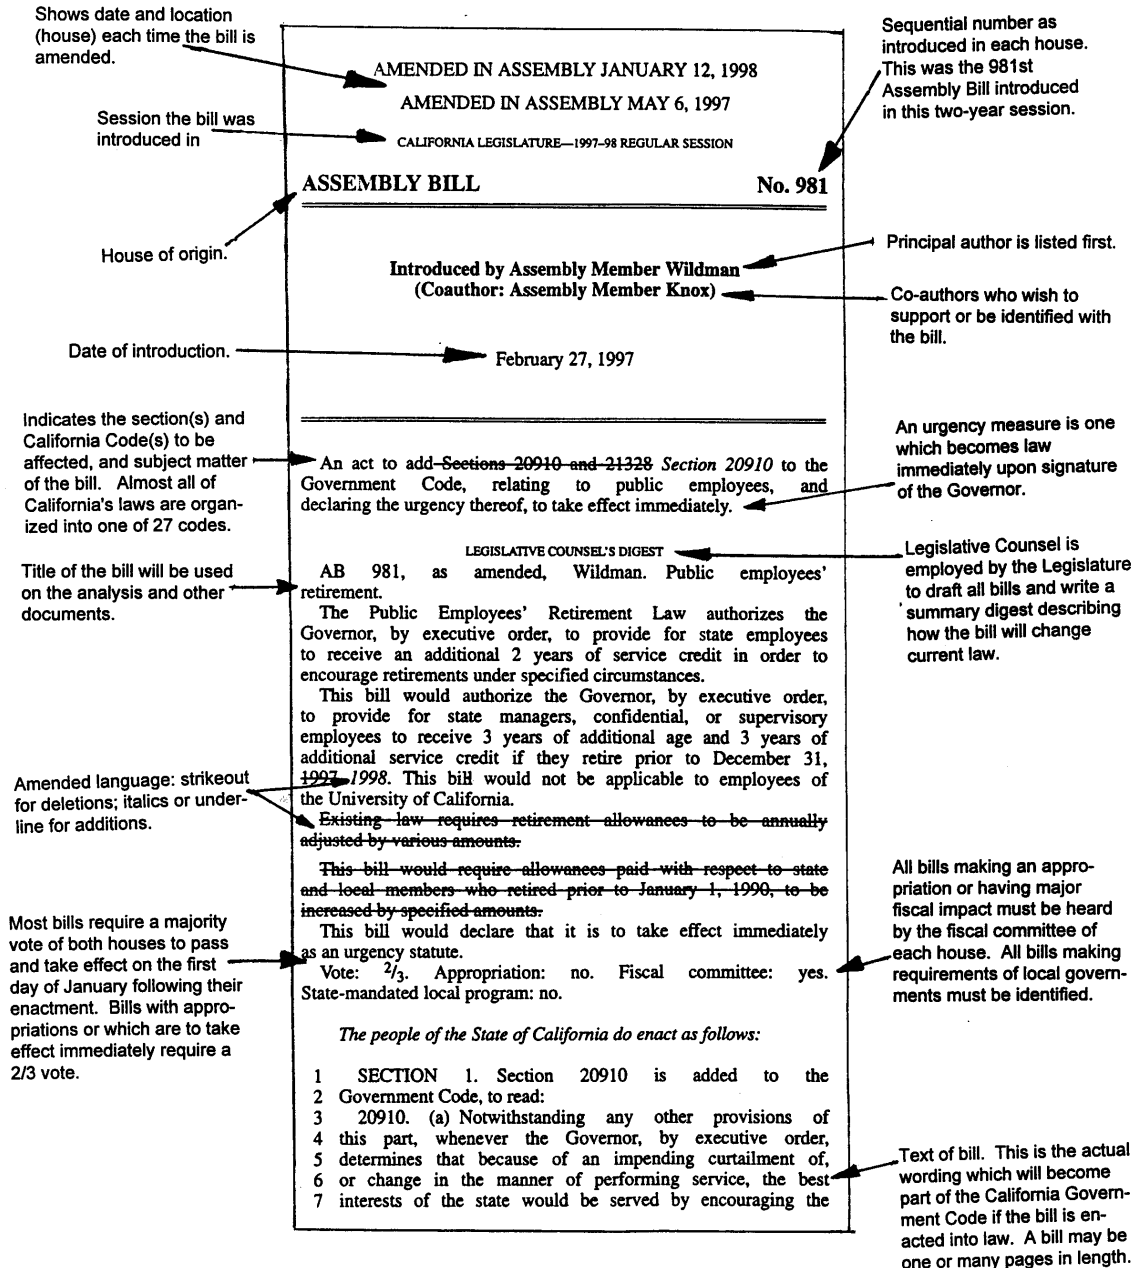 Shows date and location
(house) each time the bill is
amended.
Session the bill was
introduced in
House of origin.
Date of introduction.
Indicates the section(s) and
California Code(s) to be
affected, and subject matter
of the bill. Almost all of
California's laws are organ-
ized into one of 27 codes.
Title of the bill will be used
on the analysis and other
documents.
Amended language: strikeout
for deletions; italics or under-
line for additions.
Most bills require a majority
vote of both houses to pass
and take effect on the first
day of January following their
enactment. Bills with appro-
priations or which are to take
effect immediately require a
2/3 vote.
AMENDED IN ASSEMBLY JANUARY 12, 1998
AMENDED IN ASSEMBLY MAY 6, 1997
CALIFORNIA LEGISLATURE—1997–98 REGULAR SESSION
ASSEMBLY BILL No. 981
Introduced by Assembly Member Wildman
(Coauthor: Assembly Member Knox)
February 27, 1997
An act to add Sections 20910 and 21328 Section 20910 to the
Government Code, relating to public employees, and
declaring the urgency thereof, to take effect immediately.
LEGISLATIVE COUNSEL'S DIGEST
AB 981, as amended, Wildman. Public employees'
retirement.
The Public Employees' Retirement Law authorizes the
Governor, by executive order, to provide for state employees
to receive an additional 2 years of service credit in order to
encourage retirements under specified circumstances.
This bill would authorize the Governor, by executive order,
to provide for state managers, confidential, or supervisory
employees to receive 3 years of additional age and 3 years of
additional service credit if they retire prior to December 31,
1997 1998. This bill would not be applicable to employees of
the University of California.
Existing law requires retirement allowances to be annually
adjusted by various amounts.
This bill would require allowances paid with respect to state
and local members who retired prior to January 1, 1990, to be
increased by specified amounts.
This bill would declare that it is to take effect immediately
as an urgency statute.
Vote: 2/3. Appropriation: no. Fiscal committee: yes.
State-mandated local program: no.
The people of the State of California do enact as follows:
1 SECTION 1. Section 20910 is added to the
2 Government Code, to read:
3 20910. (a) Notwithstanding any other provisions of
4 this part, whenever the Governor, by executive order,
5 determines that because of an impending curtailment of,
6 or change in the manner of performing service, the best
7 interests of the state would be served by encouraging the
Sequential number as
introduced in each house.
This was the 981st
Assembly Bill introduced
in this two-year session.
Principal author is listed first.
Co-authors who wish to
support or be identified with
the bill.
An urgency measure is one
which becomes law
immediately upon signature
of the Governor.
Legislative Counsel is
employed by the Legislature
to draft all bills and write a
summary digest describing
how the bill will change
current law.
All bills making an appro-
priation or having major
fiscal impact must be heard
by the fiscal committee of
each house. All bills making
requirements of local govern-
ments must be identified.
Text of bill. This is the actual
wording which will become
part of the California Govern-
ment Code if the bill is en-
acted into law. A bill may be
one or many pages in length.